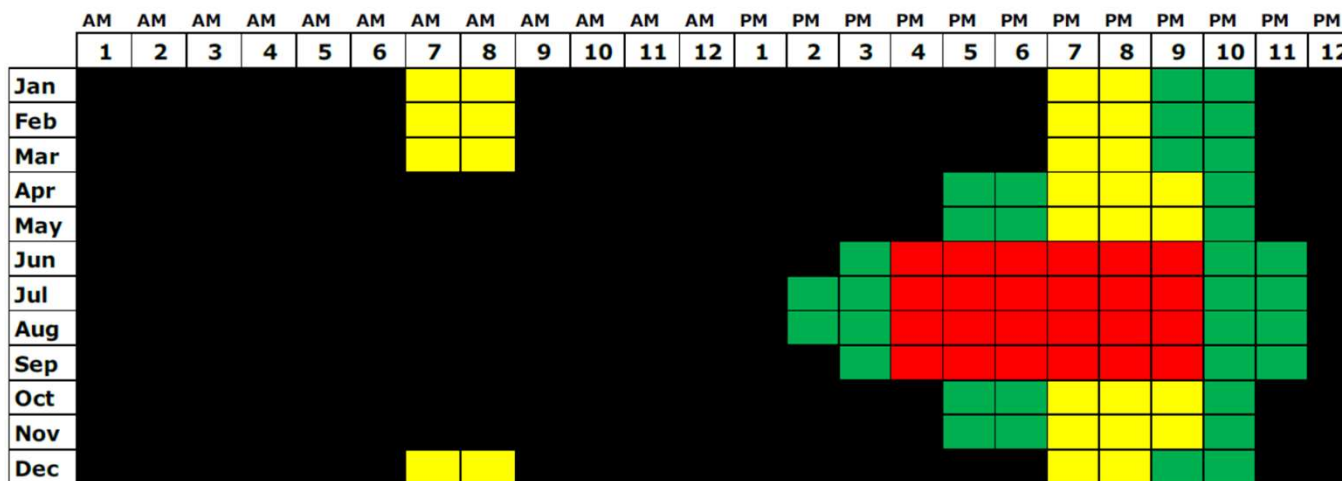 AM AM AM AM AM AM AM AM AM AM AM AM PM PM PM PM PM PM PM PM PM PM PM PM
1 2 3 4 5 6 7 8 9 10 11 12 1 2 3 4 5 6 7 8 9 10 11 12
Jan
Feb
Mar
Apr
May
Jun
Jul
Aug
Sep
Oct
Nov
Dec